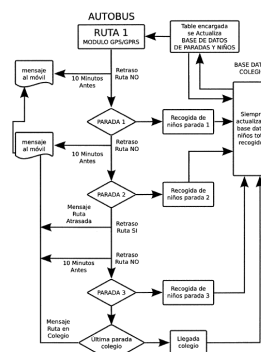 AUTOBUS
RUTA 1
MODULO GPS/GPRS
Table encargada
se Actualiza
BASE DE DATOS
DE PARADAS Y NIÑOS
BASE DAT
COLEGI
mensaje
al móvil
10 Minutos
Antes
Retraso
Ruta NO
PARADA 1
Recogida de
niños parada 1
Siempr
actualiza
base dat
niños tot
recogid
mensaje
al móvil
10 Minutos
Antes
Retraso
Ruta NO
PARADA 2
Recogida de
niños parada 2
Mensaje
Ruta
Atrasada
Retraso
Ruta SI
10 Minutos
Antes
Retraso
Ruta NO
PARADA 3
Recogida de
niños parada 3
Mensaje
Ruta en
Colegio
Última parada
colegio
Llegada
colegio